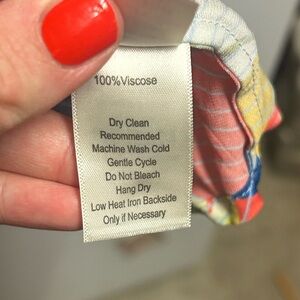 100%Viscose
Dry Clean
Recommended
Machine Wash Cold
Gentle Cycle
Do Not Bleach
Hang Dry
Low Heat Iron Backside
Only if Necessary